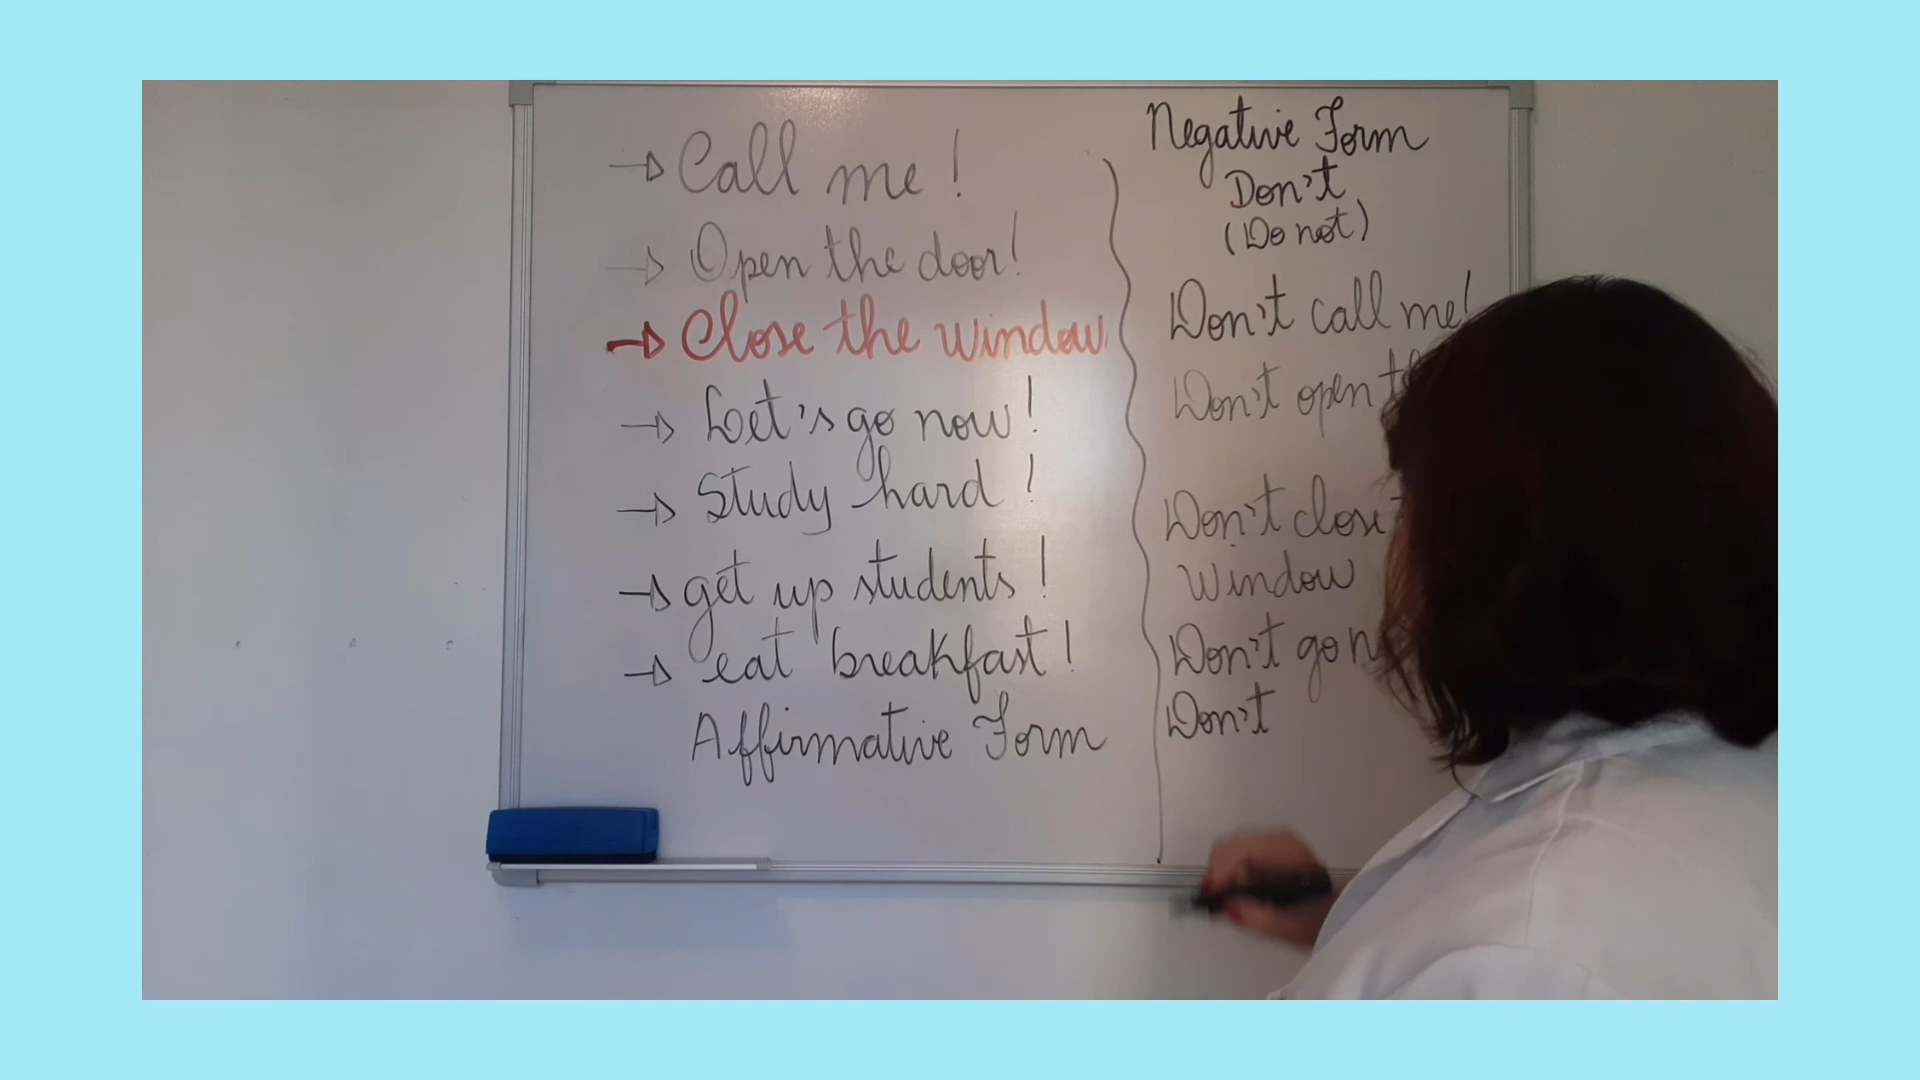 → Call me!
→ Open the door!
→ Close the window
→ Let's go now!
→ Study hard!
→ get up students!
→ eat breakfast!
Affirmative Form
Negative Form
Don't
(Do not)
Don't call me!
Don't open
Don't close
Window
Don't go
Don't